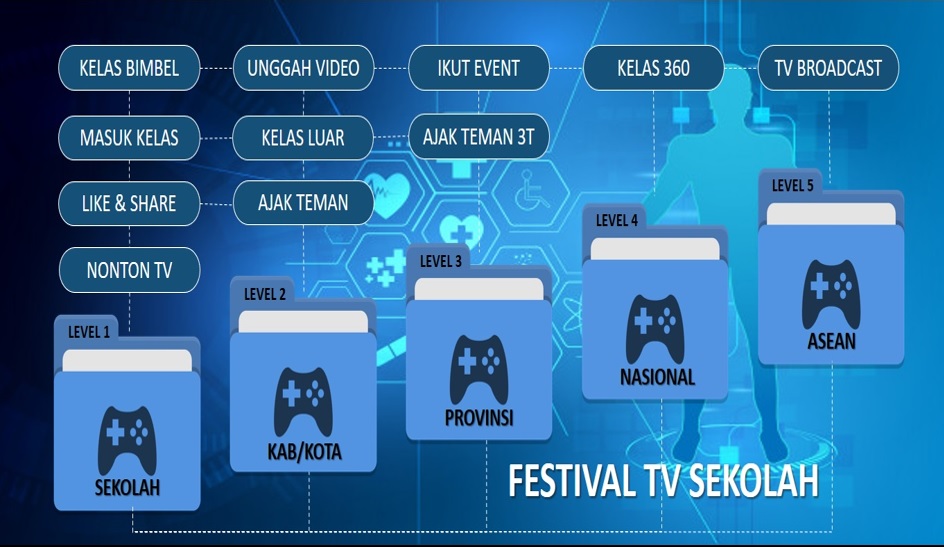 KELAS BIMBEL
UNGGAH VIDEO
IKUT EVENT
KELAS 360
TV BROADCAST
MASUK KELAS
KELAS LUAR
AJAK TEMAN 3T
LIKE & SHARE
AJAK TEMAN
NONTON TV
LEVEL 1
SEKOLAH
LEVEL 2
KAB/KOTA
LEVEL 3
PROVINSI
LEVEL 4
NASIONAL
LEVEL 5
ASEAN
FESTIVAL TV SEKOLAH